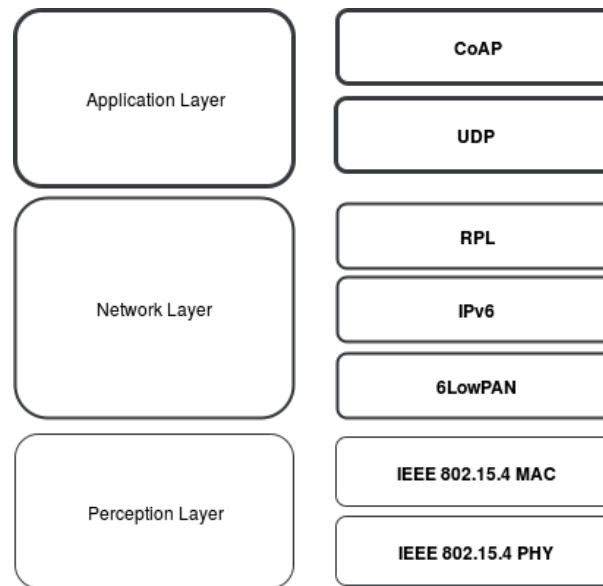 Application Layer
CoAP
UDP
Network Layer
RPL
IPv6
6LowPAN
Perception Layer
IEEE 802.15.4 MAC
IEEE 802.15.4 PHY